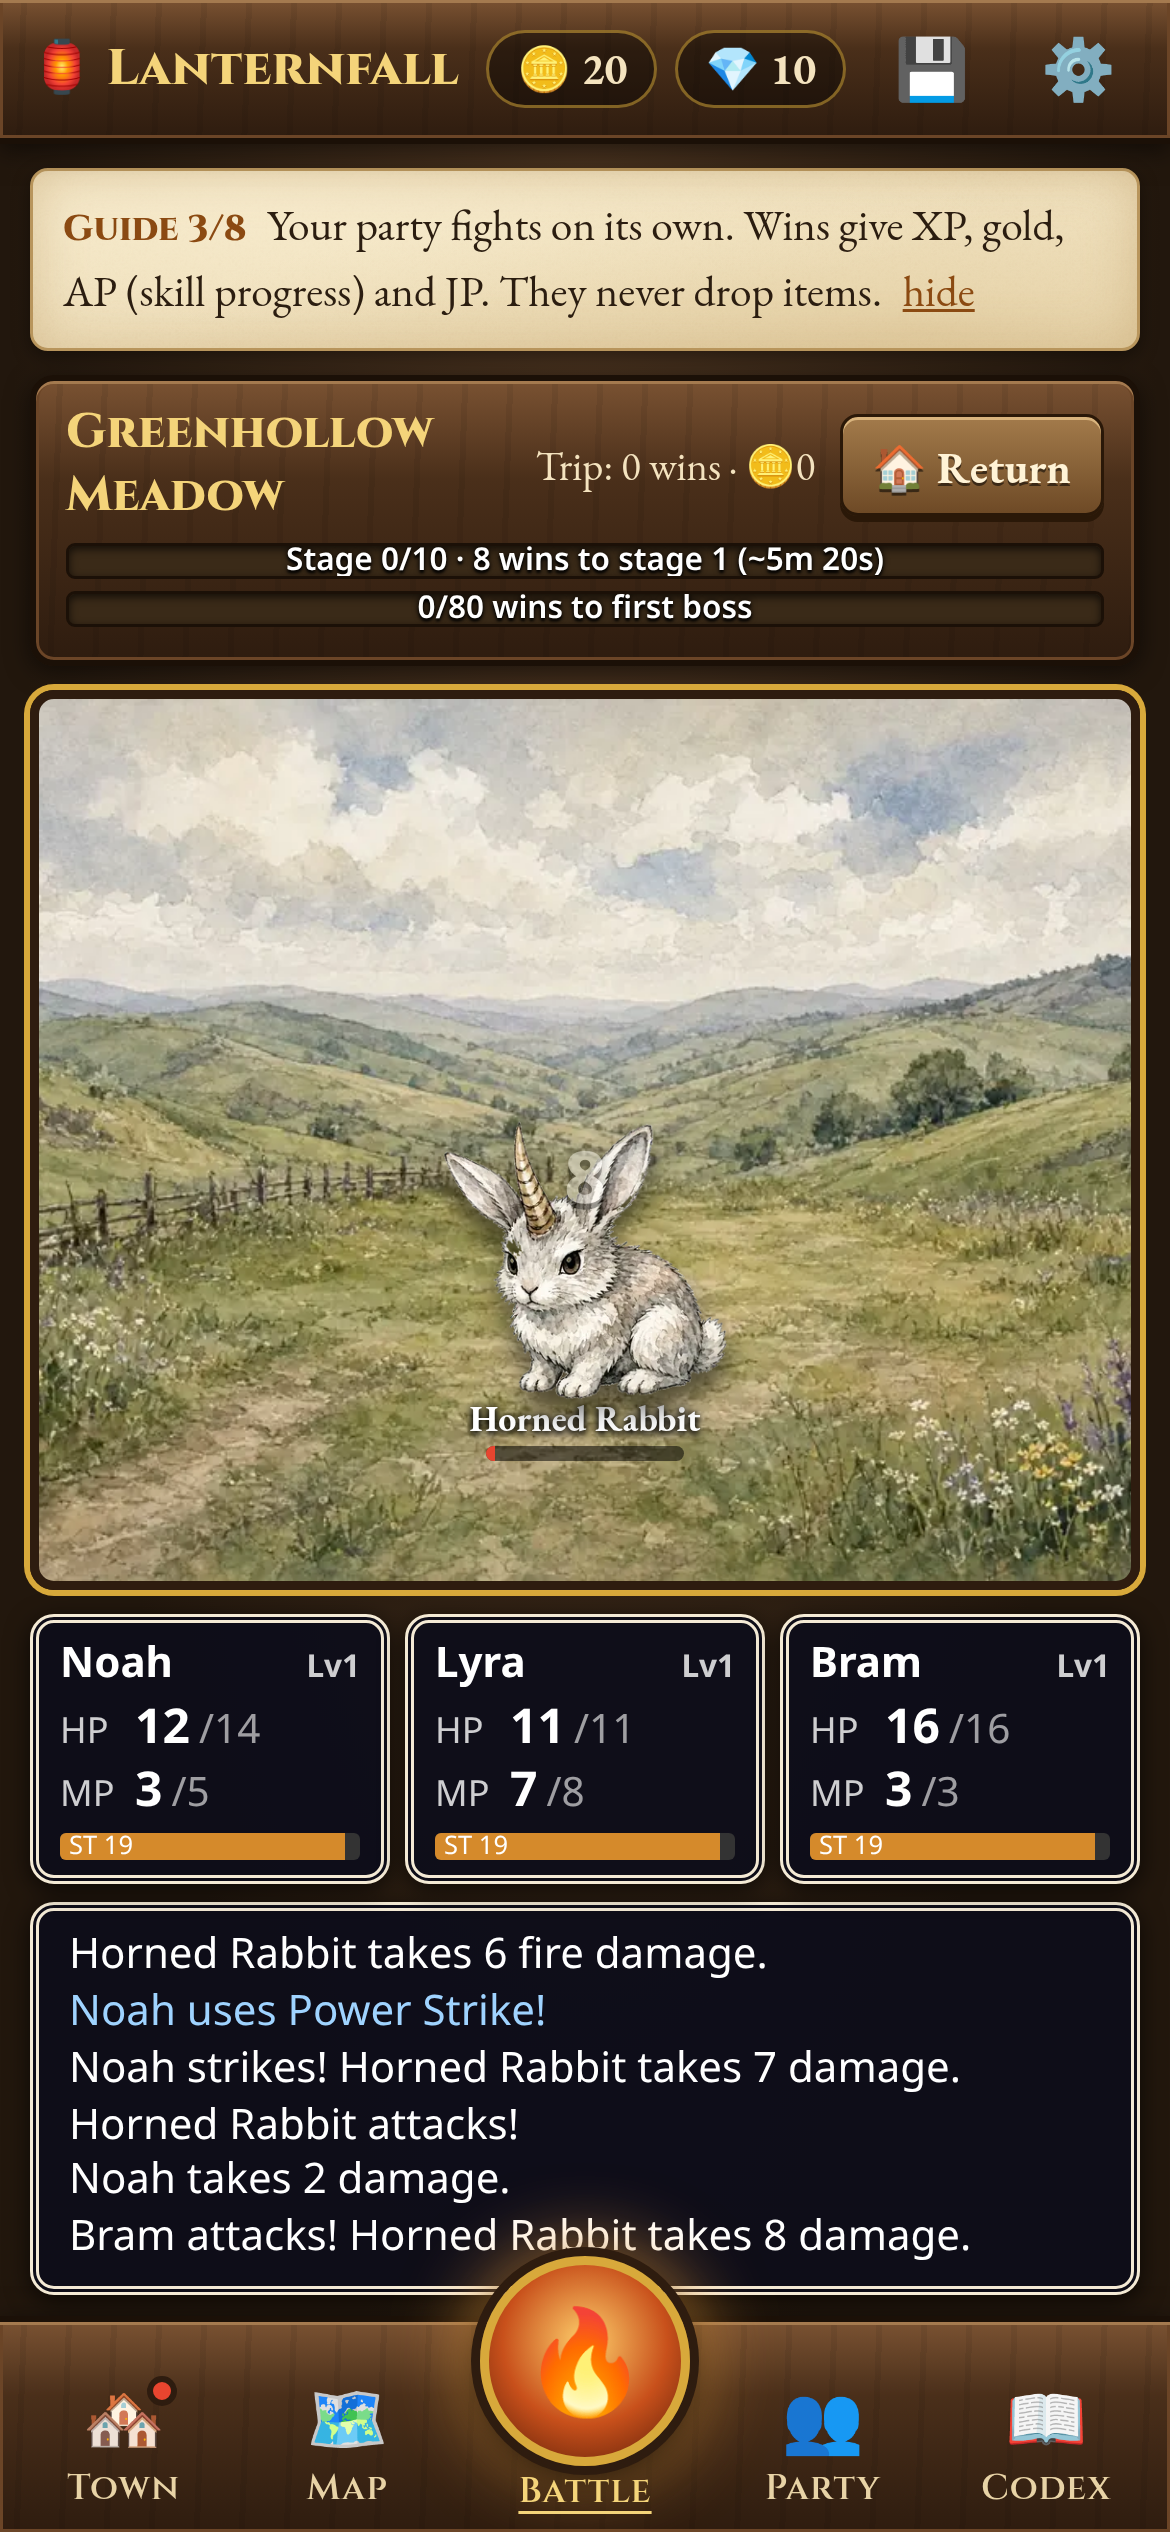 LANTERNFALL 20 10
GUIDE 3/8 Your party fights on its own. Wins give XP, gold,
AP (skill progress) and JP. They never drop items. hide
GREENHOLLOW
MEADOW
Trip: 0 wins · 0
Return
Stage 0/10 · 8 wins to stage 1 (~5m 20s)
0/80 wins to first boss
8
Horned Rabbit
Noah Lv1
HP 12 /14
MP 3 /5
ST 19
Lyra Lv1
HP 11 /11
MP 7 /8
ST 19
Bram Lv1
HP 16 /16
MP 3 /3
ST 19
Horned Rabbit takes 6 fire damage.
Noah uses Power Strike!
Noah strikes! Horned Rabbit takes 7 damage.
Horned Rabbit attacks!
Noah takes 2 damage.
Bram attacks! Horned Rabbit takes 8 damage.
TOWN
MAP
BATTLE
PARTY
CODEX